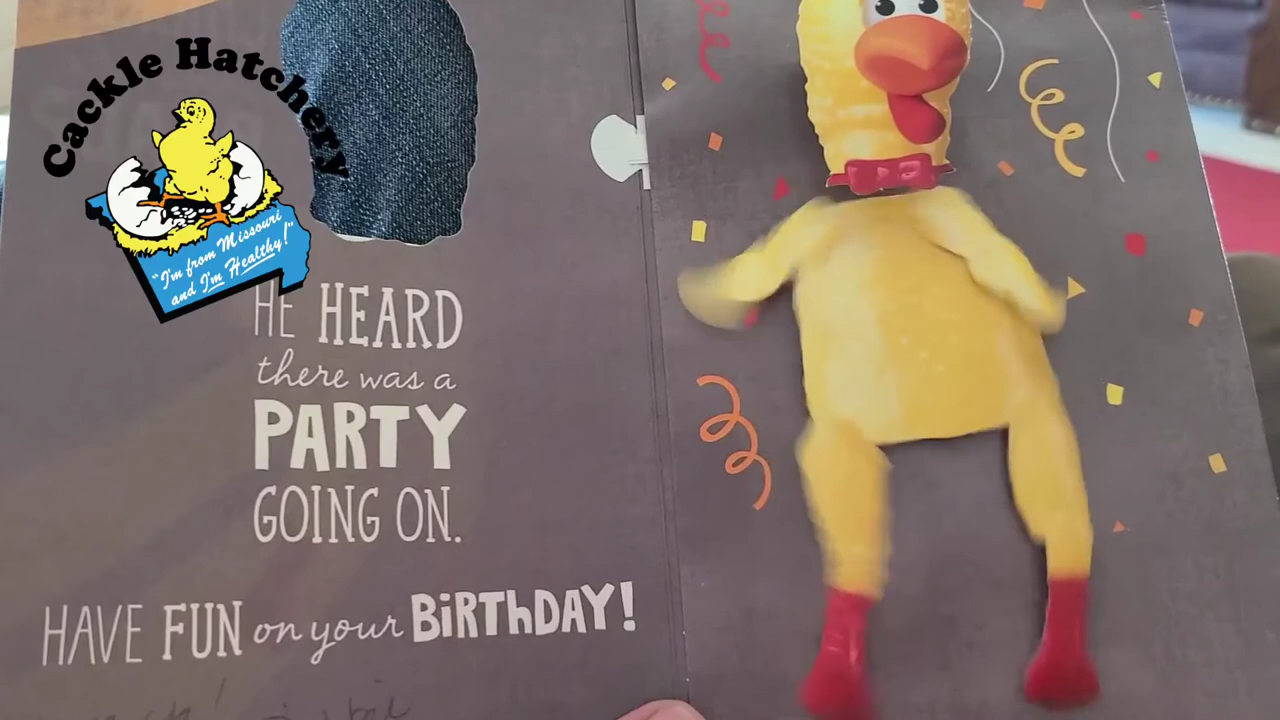 Cackle Hatchery
"I'm from Missouri
and I'm Healthy!"
HE HEARD
there was a
PARTY
GOING ON.
HAVE FUN on your BiRThDAY!